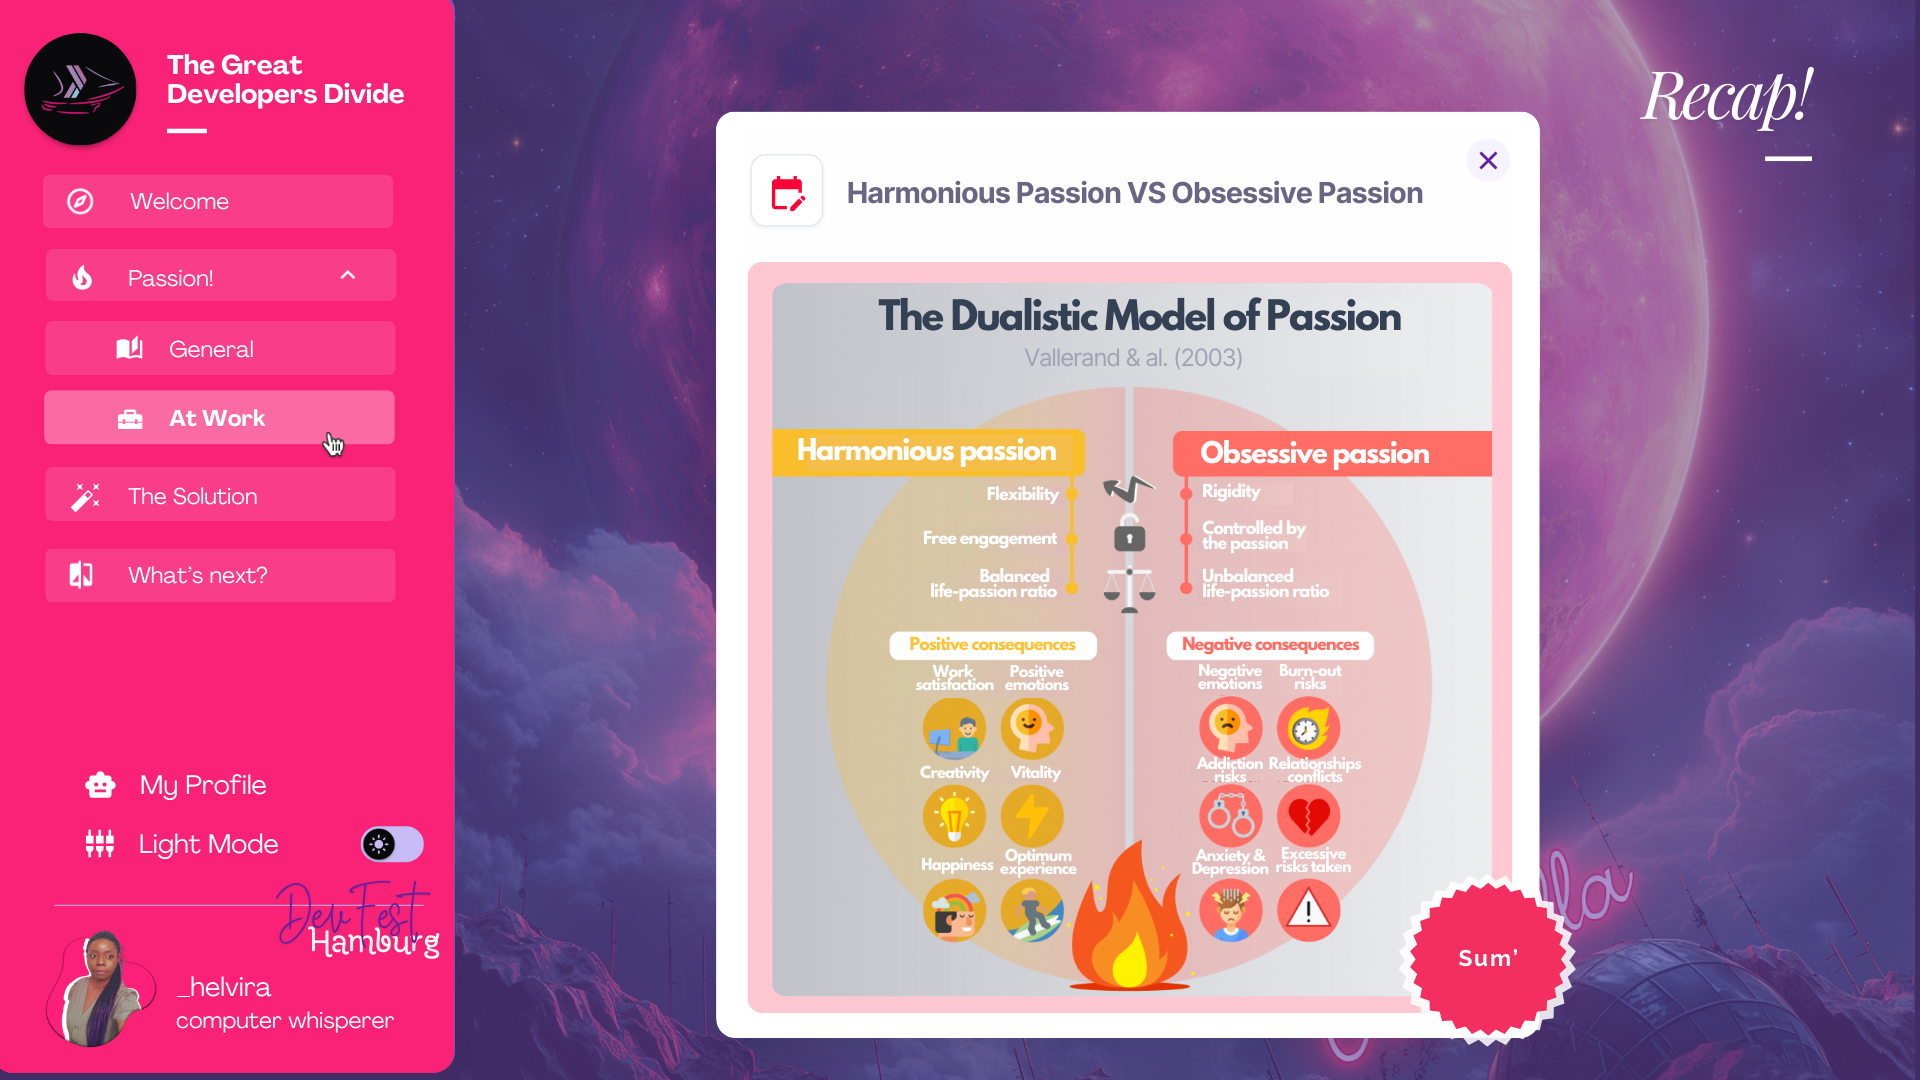 The Great
Developers Divide
Welcome
Passion!
General
At Work
The Solution
What's next?
My Profile
Light Mode
DevFest
Hamburg
_helvira
computer whisperer
Recap!
Harmonious Passion VS Obsessive Passion
The Dualistic Model of Passion
Vallerand & al. (2003)
Harmonious passion
Flexibility
Free engagement
Balanced
life-passion ratio
Positive consequences
Work
satisfaction
Positive
emotions
Creativity
Vitality
Happiness
Optimum
experience
Obsessive passion
Rigidity
Controlled by
the passion
Unbalanced
life-passion ratio
Negative consequences
Negative
emotions
Burn-out
risks
Addiction
risks
Relationships
conflicts
Anxiety &
Depression
Excessive
risks taken
Sum'